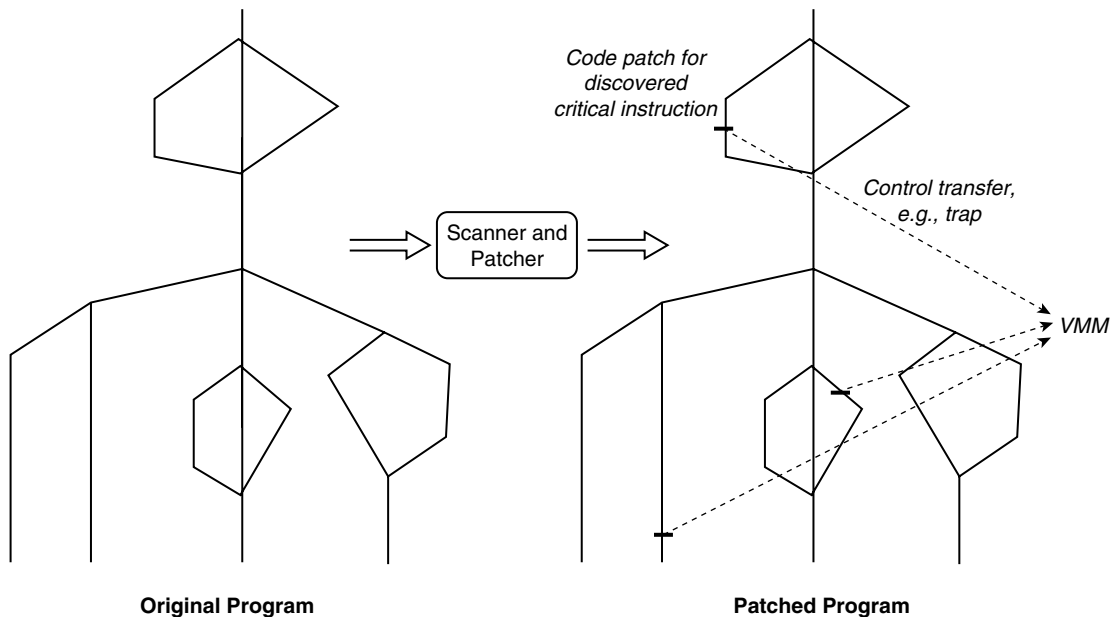 Code patch for
discovered
critical instruction
Control transfer,
e.g., trap
Scanner and
Patcher
VMM
Original Program
Patched Program